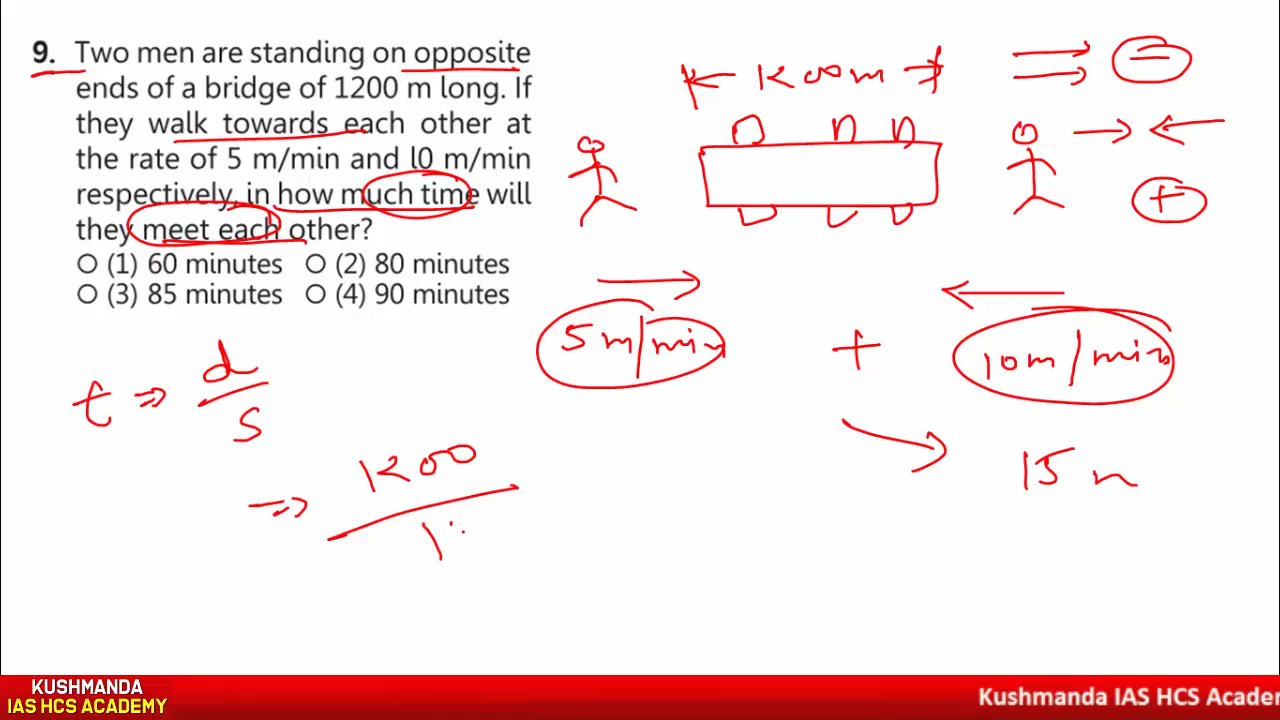 9. Two men are standing on opposite
ends of a bridge of 1200 m long. If
they walk towards each other at
the rate of 5 m/min and l0 m/min
respectively, in how much time will
they meet each other?
(1) 60 minutes (2) 80 minutes
(3) 85 minutes (4) 90 minutes
1200m
−
+
5m/min + 10m/min
t ⇒ d/s
⇒ 1200
15 m
KUSHMANDA
IAS HCS ACADEMY
Kushmanda IAS HCS Academ